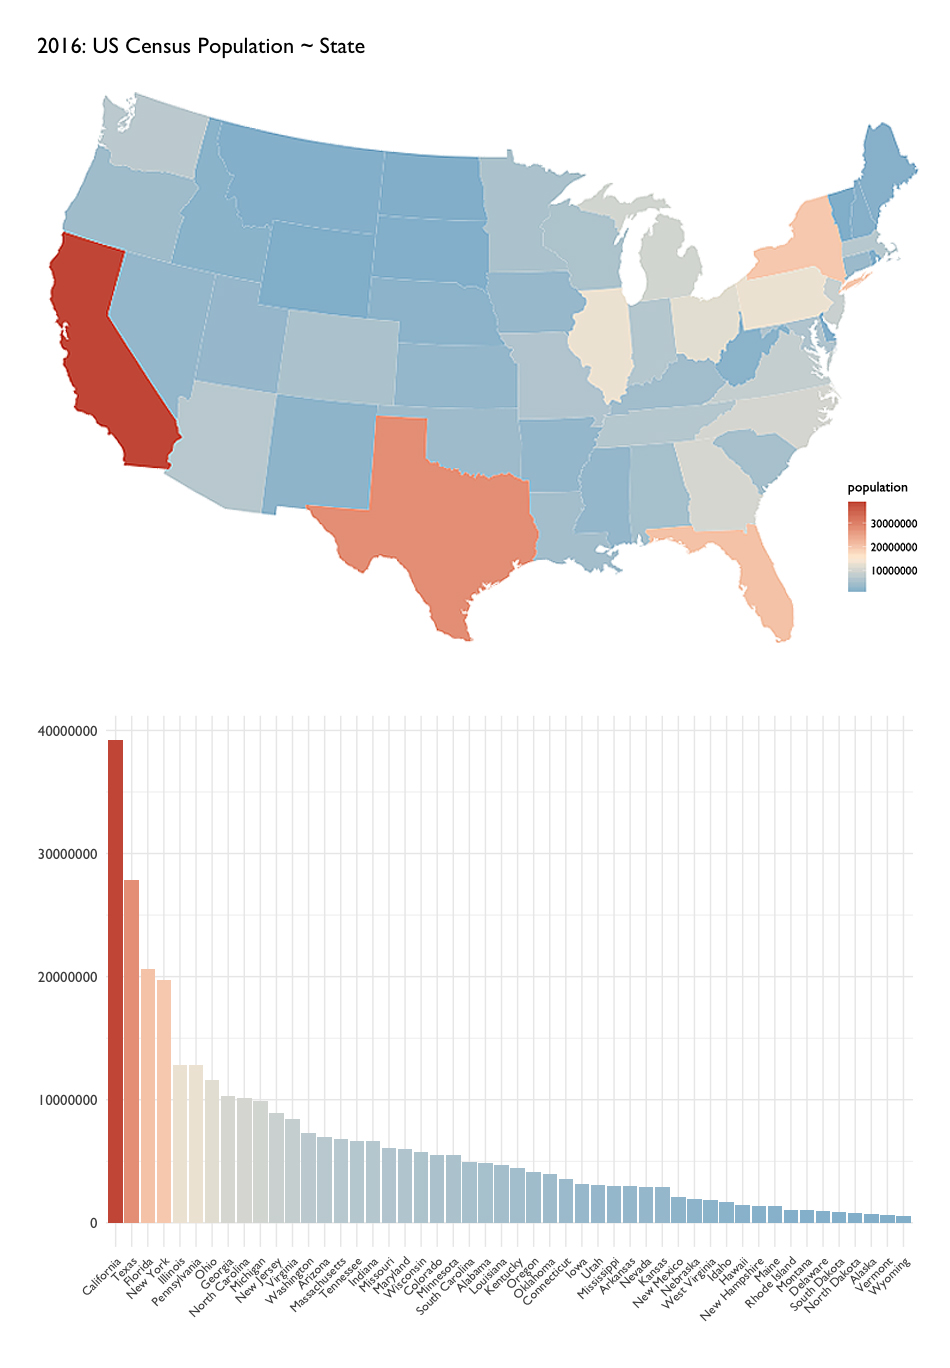 2016: US Census Population ~ State
population
30000000
20000000
10000000
40000000
30000000
20000000
10000000
0
California
Texas
Florida
New York
Illinois
Pennsylvania
Ohio
Georgia
North Carolina
Michigan
New Jersey
Virginia
Washington
Arizona
Massachusetts
Tennessee
Indiana
Missouri
Maryland
Wisconsin
Colorado
Minnesota
South Carolina
Alabama
Louisiana
Kentucky
Oregon
Oklahoma
Connecticut
Iowa
Utah
Mississippi
Arkansas
Nevada
Kansas
New Mexico
Nebraska
West Virginia
Idaho
Hawaii
New Hampshire
Maine
Rhode Island
Montana
Delaware
South Dakota
North Dakota
Alaska
Vermont
Wyoming